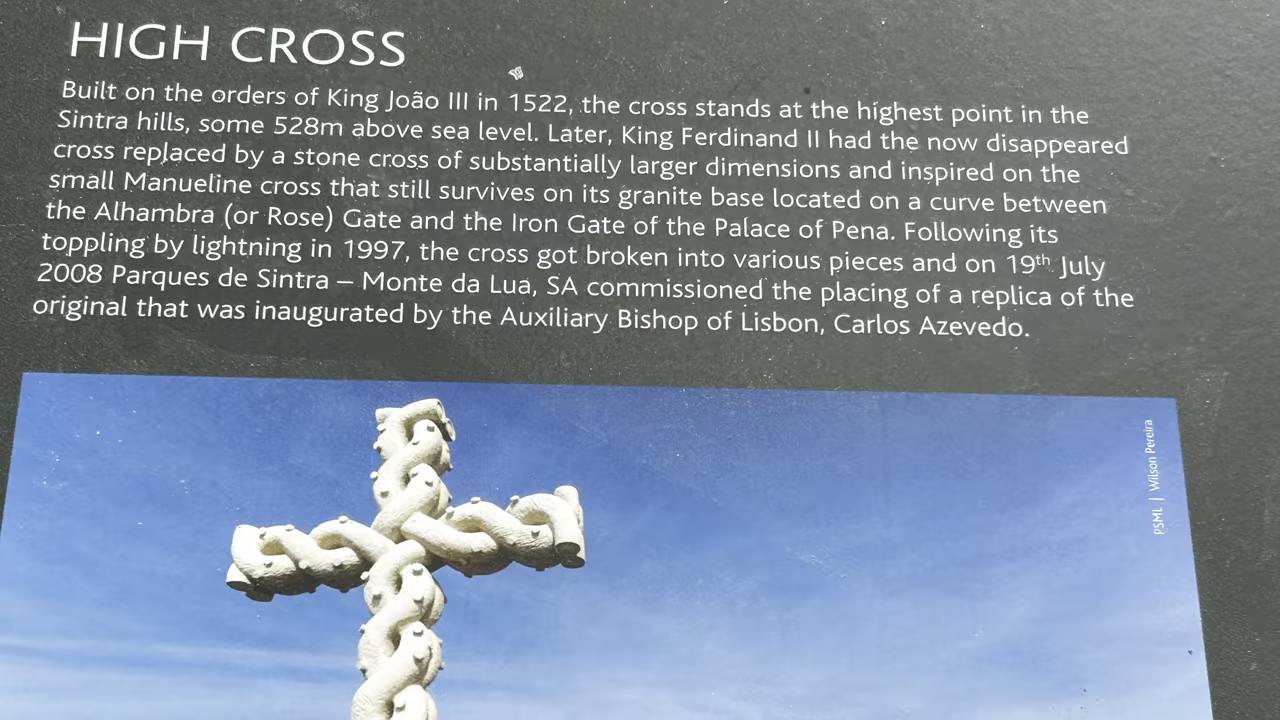 HIGH CROSS
Built on the orders of King João III in 1522, the cross stands at the highest point in the
Sintra hills, some 528m above sea level. Later, King Ferdinand II had the now disappeared
cross replaced by a stone cross of substantially larger dimensions and inspired on the
small Manueline cross that still survives on its granite base located on a curve between
the Alhambra (or Rose) Gate and the Iron Gate of the Palace of Pena. Following its
toppling by lightning in 1997, the cross got broken into various pieces and on 19th July
2008 Parques de Sintra – Monte da Lua, SA commissioned the placing of a replica of the
original that was inaugurated by the Auxiliary Bishop of Lisbon, Carlos Azevedo.
PSML | Wilson Pereira